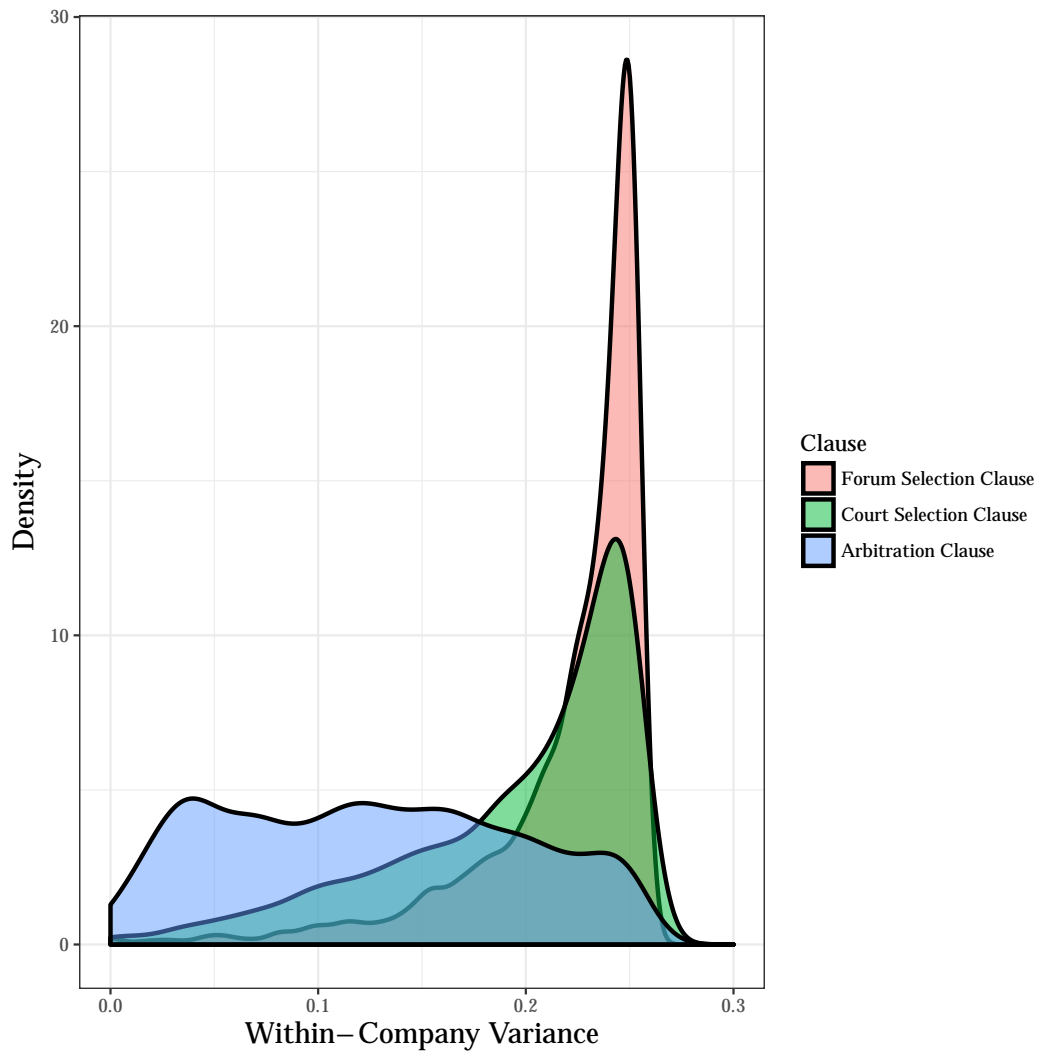 30
20
10
0
Density
0.0 0.1 0.2 0.3
Within−Company Variance
Clause
Forum Selection Clause
Court Selection Clause
Arbitration Clause